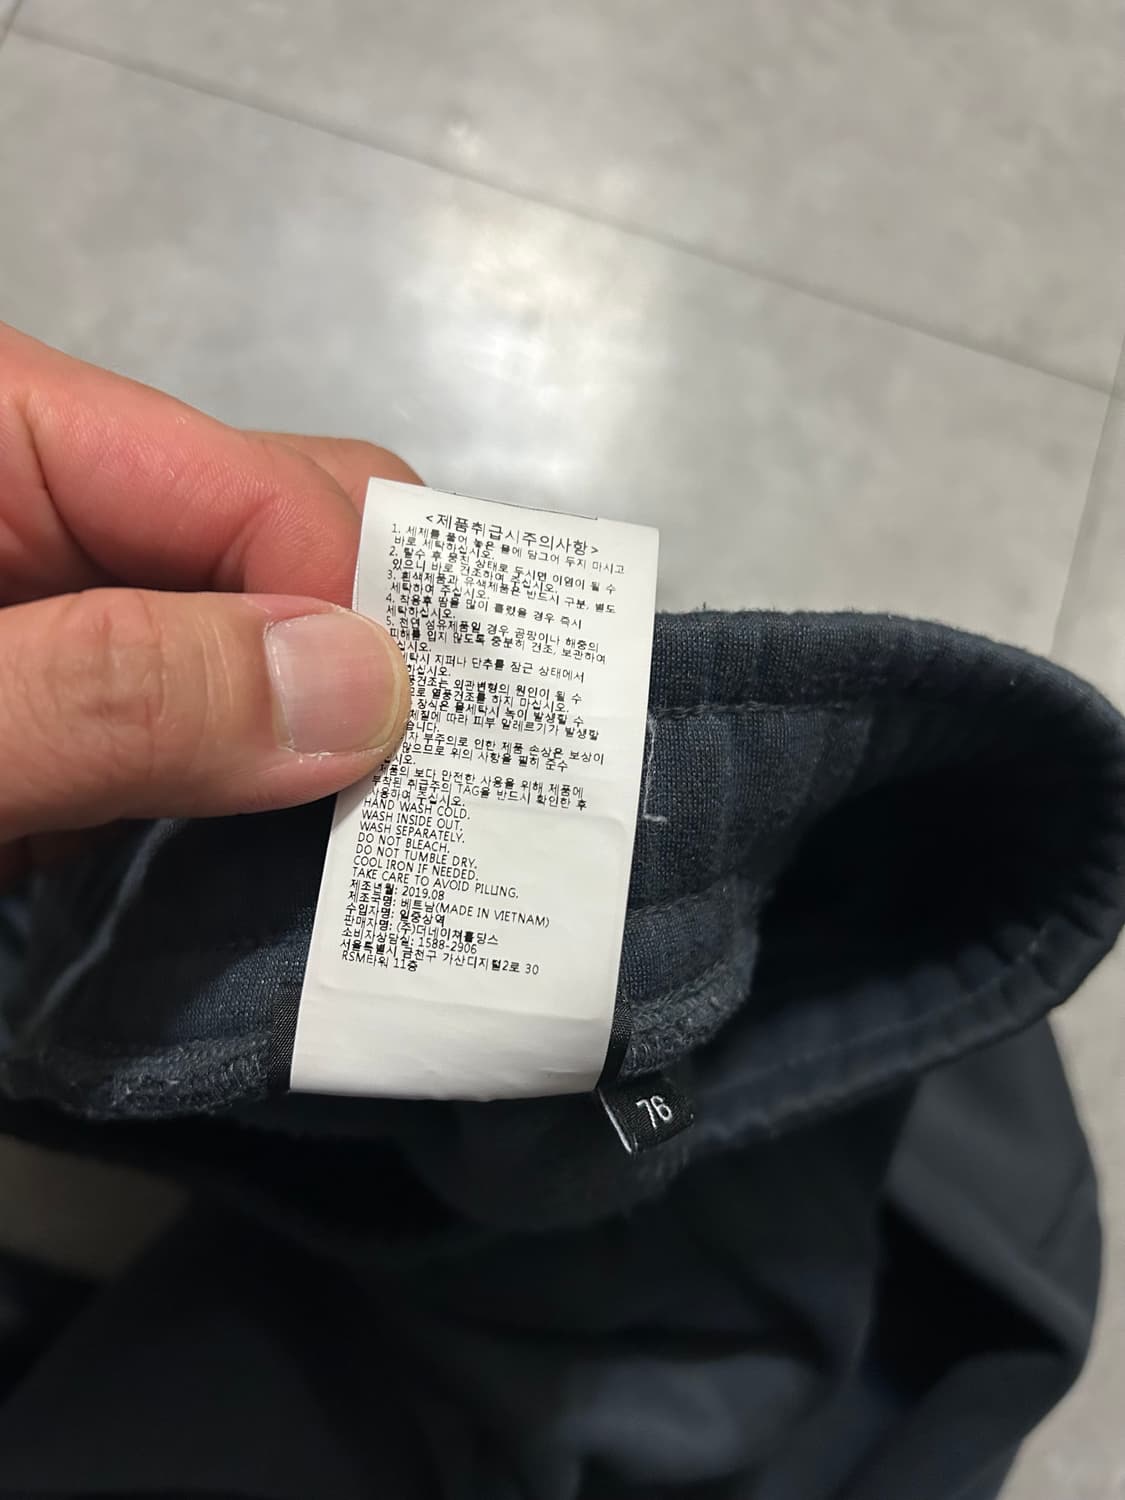 <제품취급시주의사항>
1. 세제를 풀어 놓은 물에 담그어 두지 마시고
바로 세탁하십시오.
2. 탈수 후 뭉친 상태로 두시면 이염이 될 수
있으니 바로 건조하여 주십시오.
3. 흰색제품과 유색제품은 반드시 구분, 별도
세탁하여 주십시오.
4. 착용후 땀을 많이 흘렸을 경우 즉시
세탁하십시오.
5. 천연 섬유제품일 경우 곰팡이나 해충의
피해를 입지 않도록 충분히 건조, 보관하여
십시오.
탁시 지퍼나 단추를 잠근 상태에서
하십시오.
건조는 외관변형의 원인이 될 수
므로 열풍건조를 하지 마십시오.
장식은 물세탁시 녹이 발생할 수
체질에 따라 피부 알레르기가 발생할
습니다.
사 부주의로 인한 제품 손상은 보상이
않으므로 위의 사항을 필히 준수
십시오.
제품의 보다 안전한 사용을 위해 제품에
부착된 취급주의 TAG을 반드시 확인한 후
사용하여 주십시오.
HAND WASH COLD.
WASH INSIDE OUT.
WASH SEPARATELY.
DO NOT BLEACH.
DO NOT TUMBLE DRY.
COOL IRON IF NEEDED.
TAKE CARE TO AVOID PILLING.
제조년월: 2019.08
제조국명: 베트남(MADE IN VIETNAM)
수입자명: 일중상역
판매자명: (주)더네이쳐홀딩스
소비자상담실: 1588-2906
서울특별시 금천구 가산디지털2로 30
RSM타워 11층
76